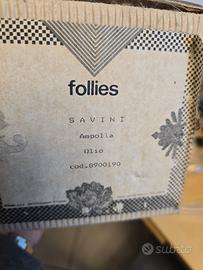 follies
SAVINI
Ampolla
Olio
cod.8900190
subito